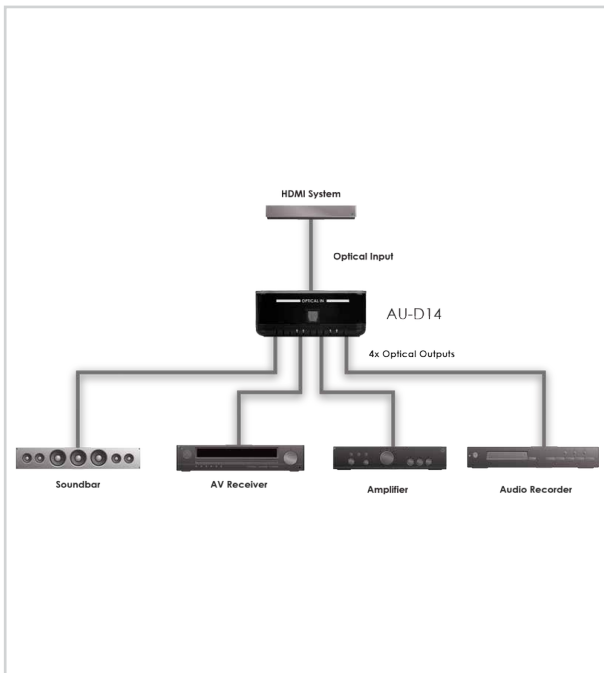 HDMI System
Optical Input
OPTICAL IN
AU-D14
4x Optical Outputs
Soundbar
AV Receiver
Amplifier
Audio Recorder